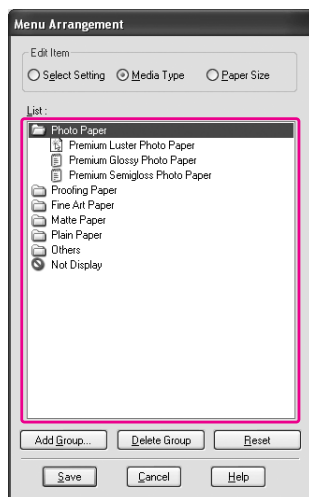 Menu Arrangement
Edit Item
Select Setting Media Type Paper Size
List :
Photo Paper
Premium Luster Photo Paper
Premium Glossy Photo Paper
Premium Semigloss Photo Paper
Proofing Paper
Fine Art Paper
Matte Paper
Plain Paper
Others
Not Display
Add Group... Delete Group Reset
Save Cancel Help